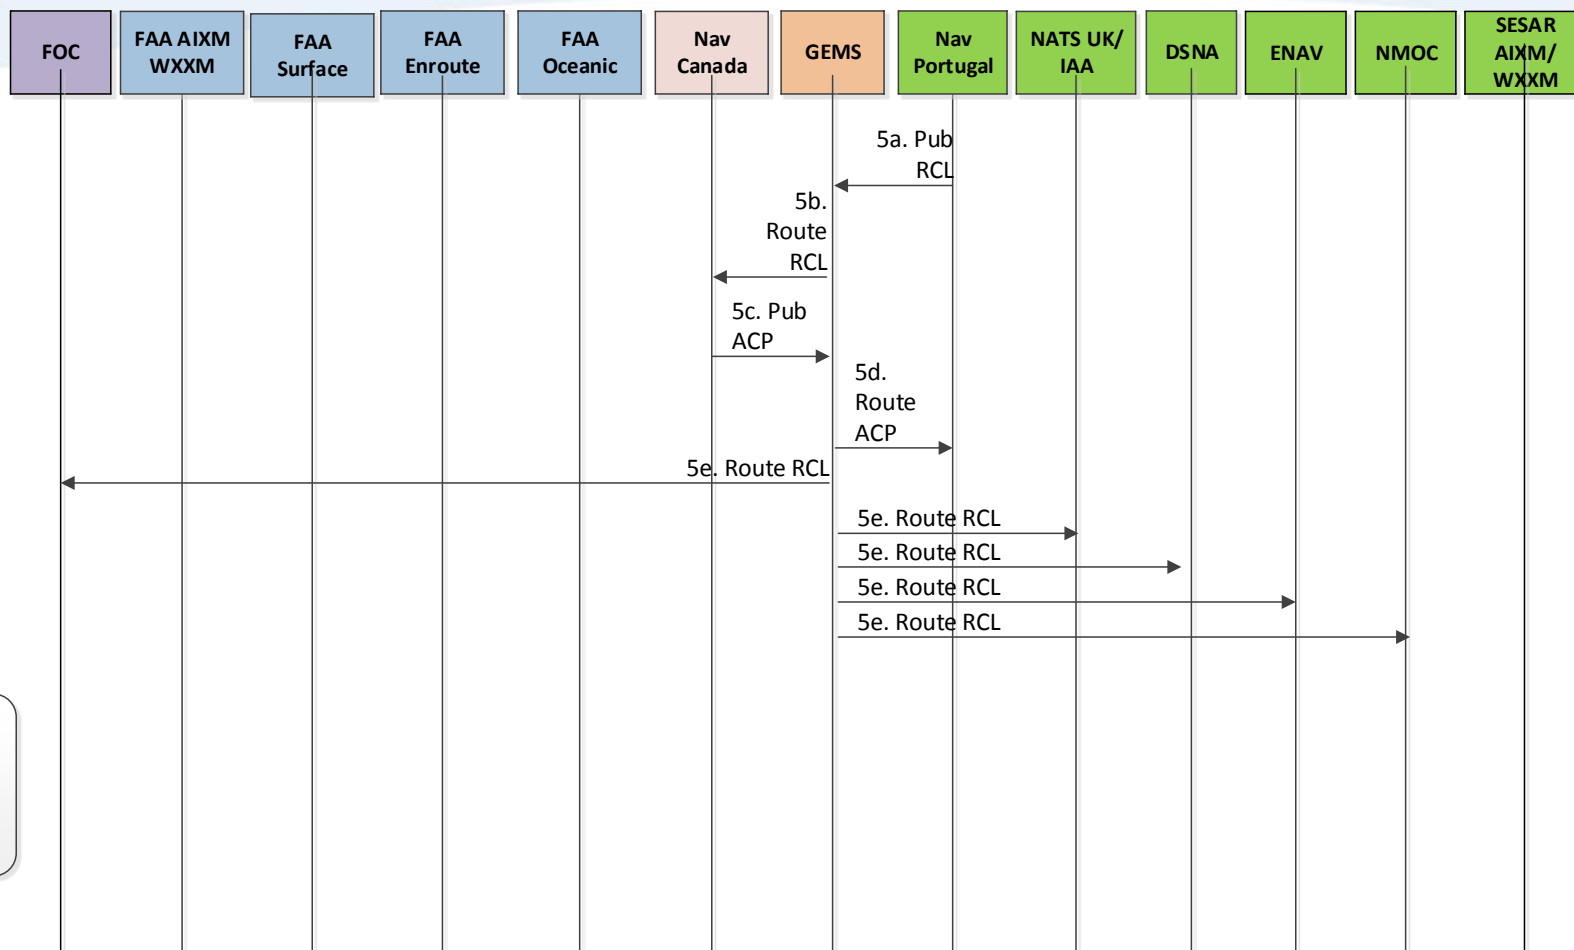 FOC
FAA AIXM
WXXM
FAA
Surface
FAA
Enroute
FAA
Oceanic
Nav
Canada
GEMS
Nav
Portugal
NATS UK/
IAA
DSNA
ENAV
NMOC
SESAR
AIXM/
WXXM
5a. Pub
RCL
5b.
Route
RCL
5c. Pub
ACP
5d.
Route
ACP
5e. Route RCL
5e. Route RCL
5e. Route RCL
5e. Route RCL
5e. Route RCL